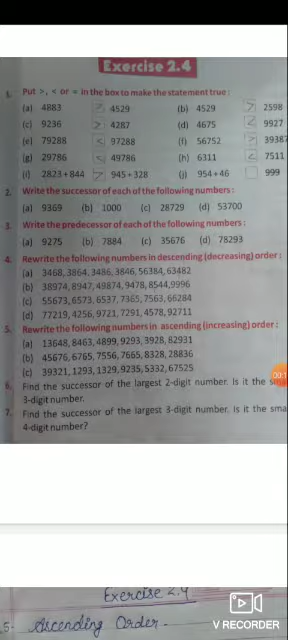 Exercise 2.4
1. Put >, < or = in the box to make the statement true :
(a) 4883 > 4529 (b) 4529 > 2598
(c) 9236 > 4287 (d) 4675 < 9927
(e) 79288 < 97288 (f) 56752 > 39387
(g) 29786 < 49786 (h) 6311 < 7511
(i) 2823+844 > 945+328 (j) 954+46 999
2. Write the successor of each of the following numbers :
(a) 9369 (b) 1000 (c) 28729 (d) 53700
3. Write the predecessor of each of the following numbers :
(a) 9275 (b) 7884 (c) 35676 (d) 78293
4. Rewrite the following numbers in descending (decreasing) order :
(a) 3468, 3864, 3486, 3846, 56384, 63482
(b) 38974, 8947, 49874, 9478, 8544, 9996
(c) 55673, 6573, 6537, 7365, 7563, 66284
(d) 77219, 4256, 9721, 7291, 4578, 92711
5. Rewrite the following numbers in ascending (increasing) order :
(a) 13648, 8463, 4899, 9293, 3928, 82931
(b) 45676, 6765, 7556, 7665, 8328, 28836
(c) 39321, 1293, 1329, 9235, 5332, 67525
6. Find the successor of the largest 2-digit number. Is it the sma
3-digit number.
7. Find the successor of the largest 3-digit number. Is it the sma
4-digit number?
Exercise 2.4
5- Ascending Order -
V RECORDER